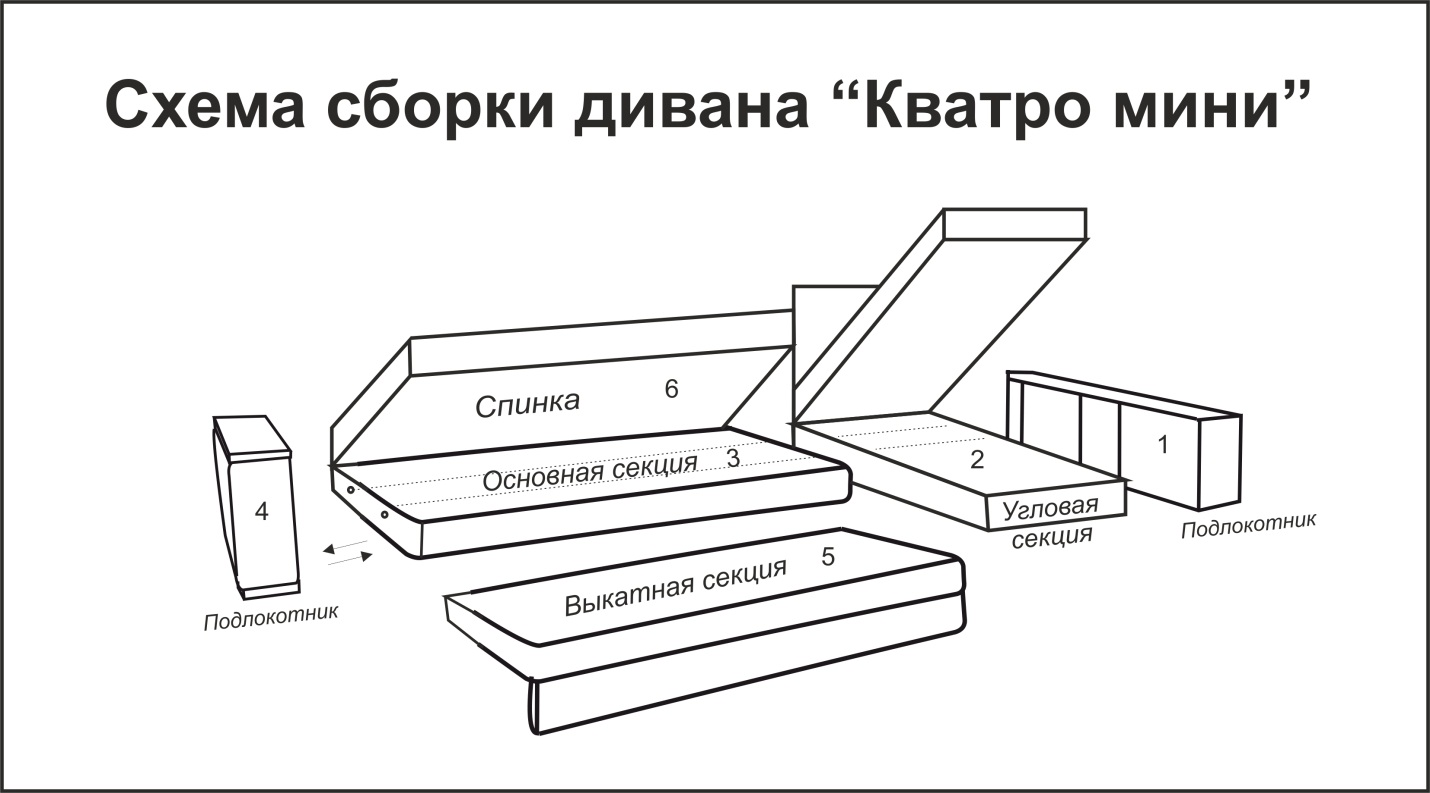 Схема сборки дивана “Кватро мини”
Спинка 6
Основная секция 3
4
1
2
Угловая
секция
Подлокотник
Выкатная секция 5
Подлокотник